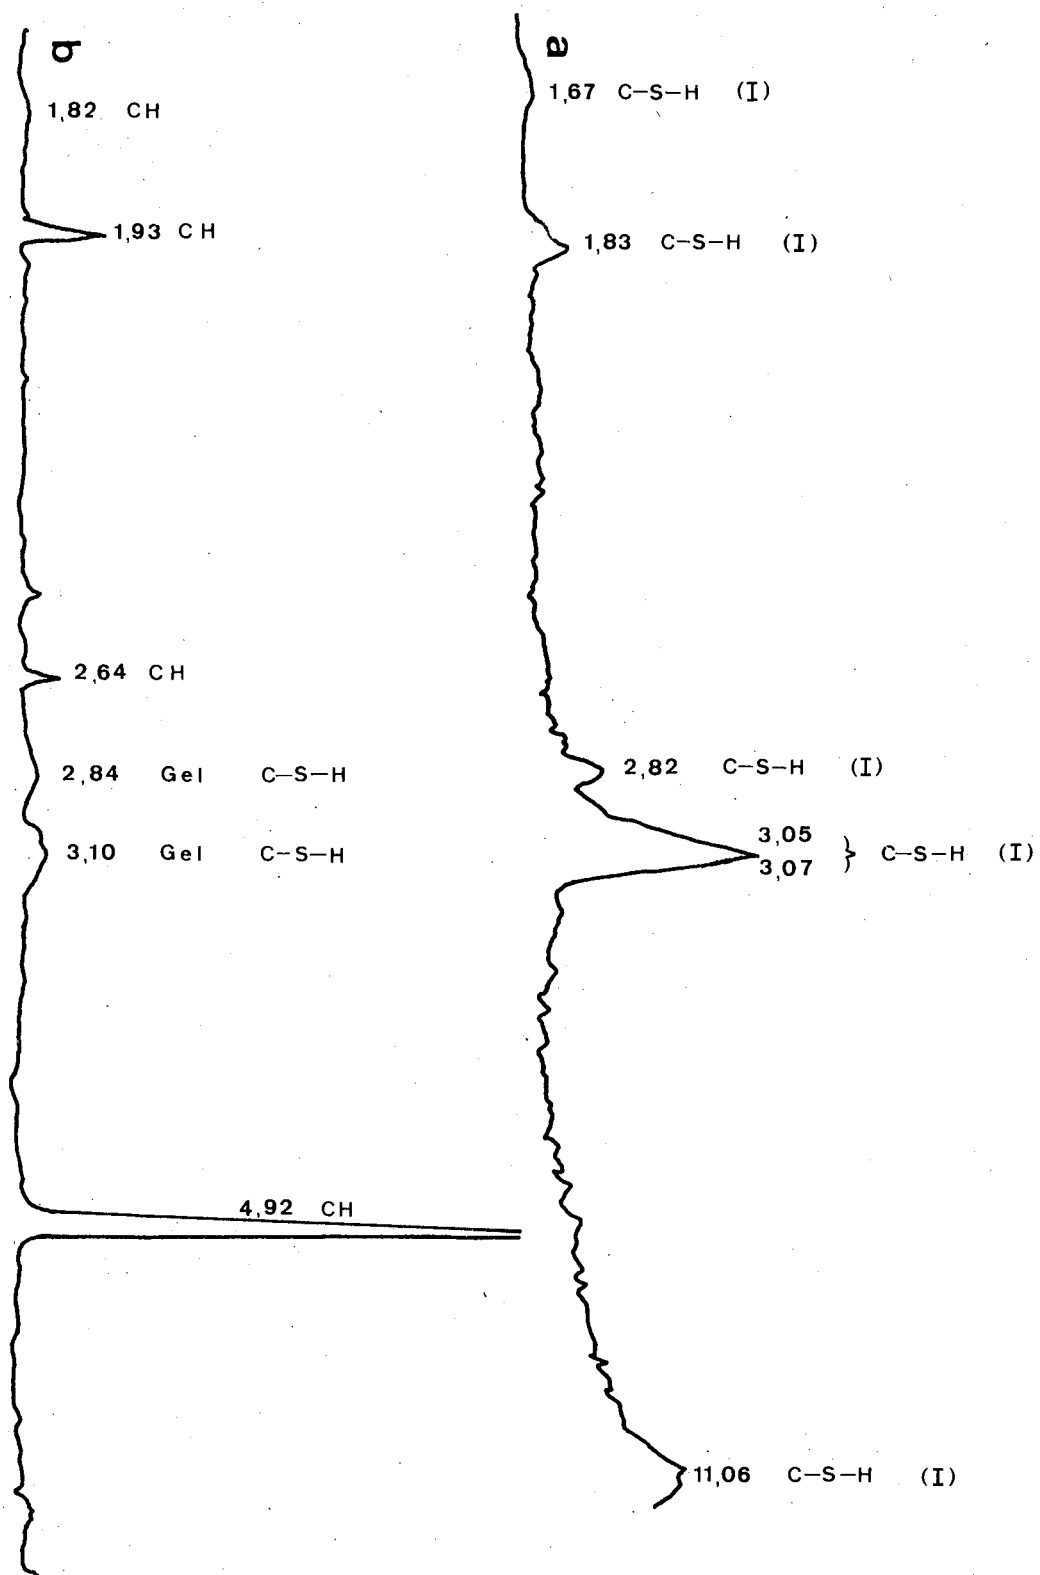 b
1,82 CH
1,93 CH
2,64 CH
2,84 Gel C-S-H
3,10 Gel C-S-H
4,92 CH
a
1,67 C-S-H (I)
1,83 C-S-H (I)
2,82 C-S-H (I)
3,05
3,07 } C-S-H (I)
11,06 C-S-H (I)